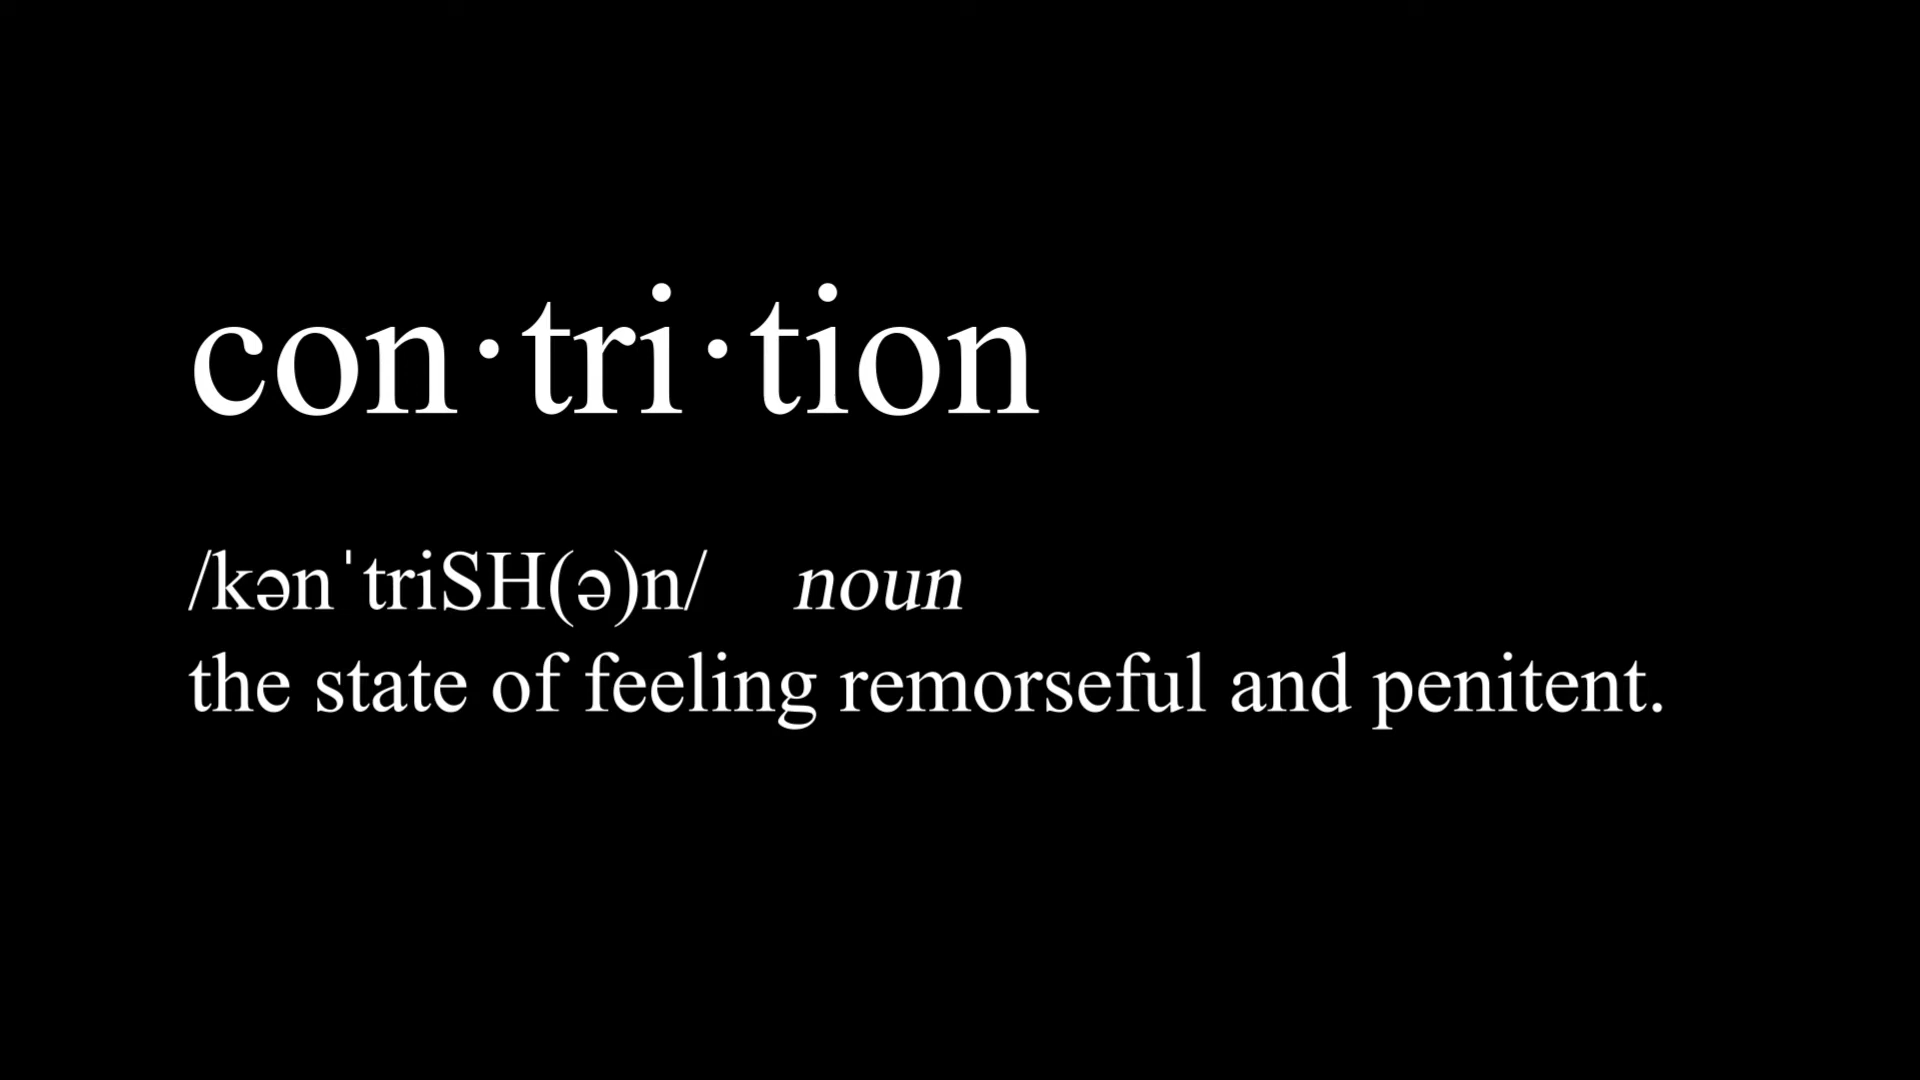 con·tri·tion
/kənˈtriSH(ə)n/ noun
the state of feeling remorseful and penitent.